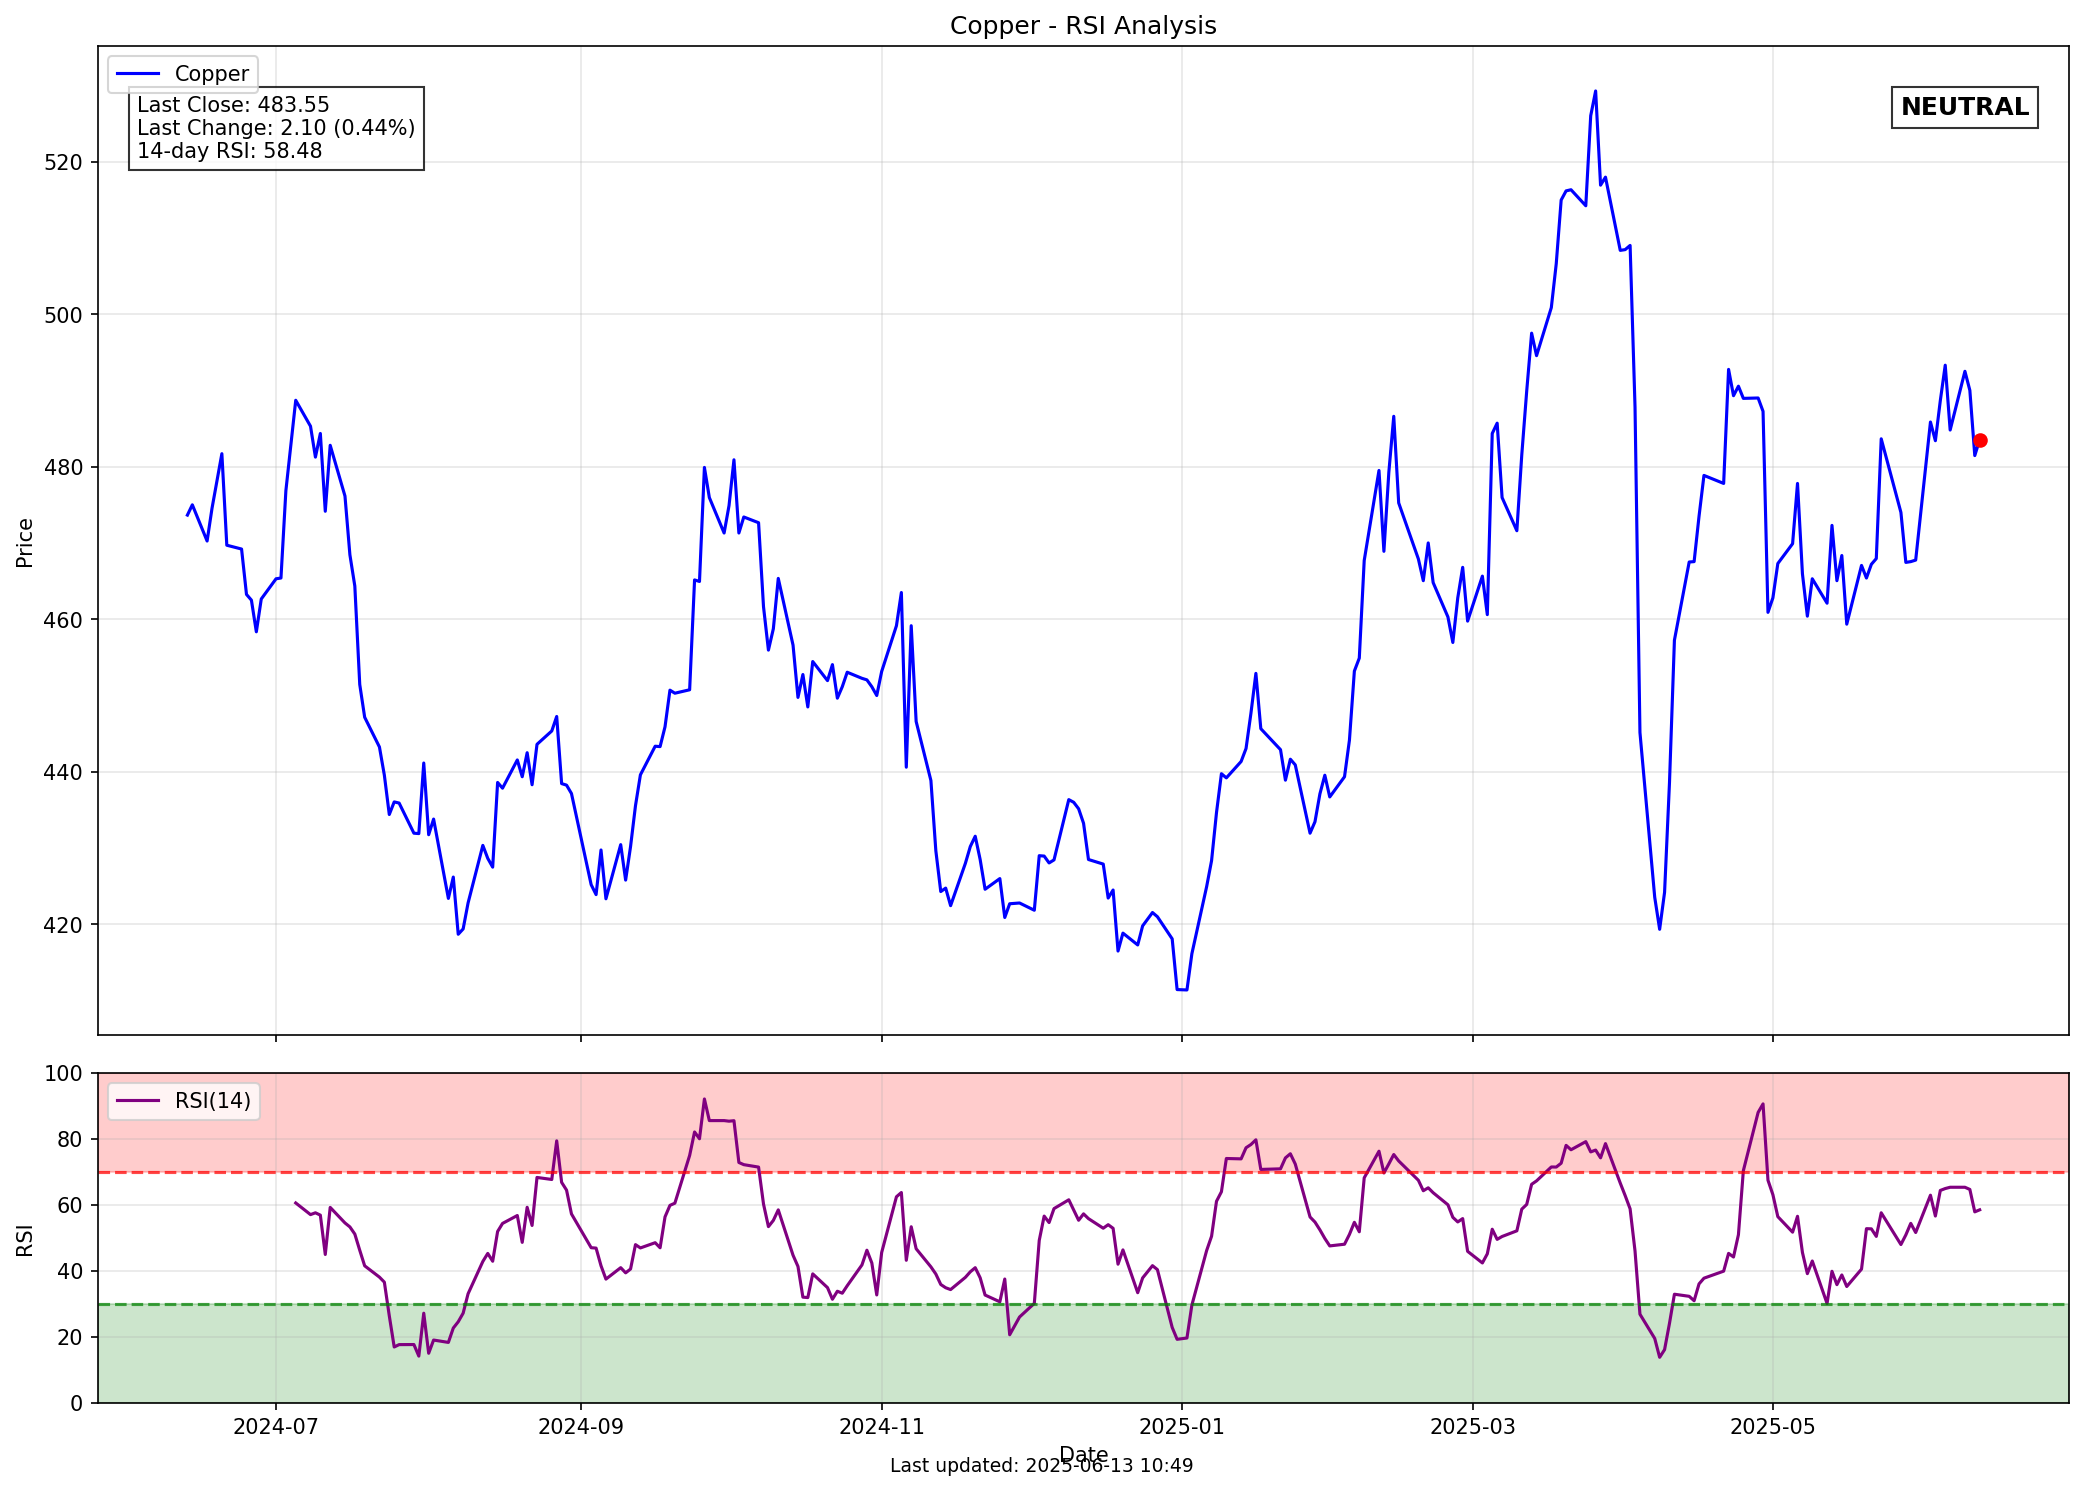 Copper - RSI Analysis
Copper
Last Close: 483.55
Last Change: 2.10 (0.44%)
14-day RSI: 58.48
NEUTRAL
Price
520
500
480
460
440
420
RSI(14)
RSI
100
80
60
40
20
0
2024-07
2024-09
2024-11
2025-01
2025-03
2025-05
Date
Last updated: 2025-06-13 10:49